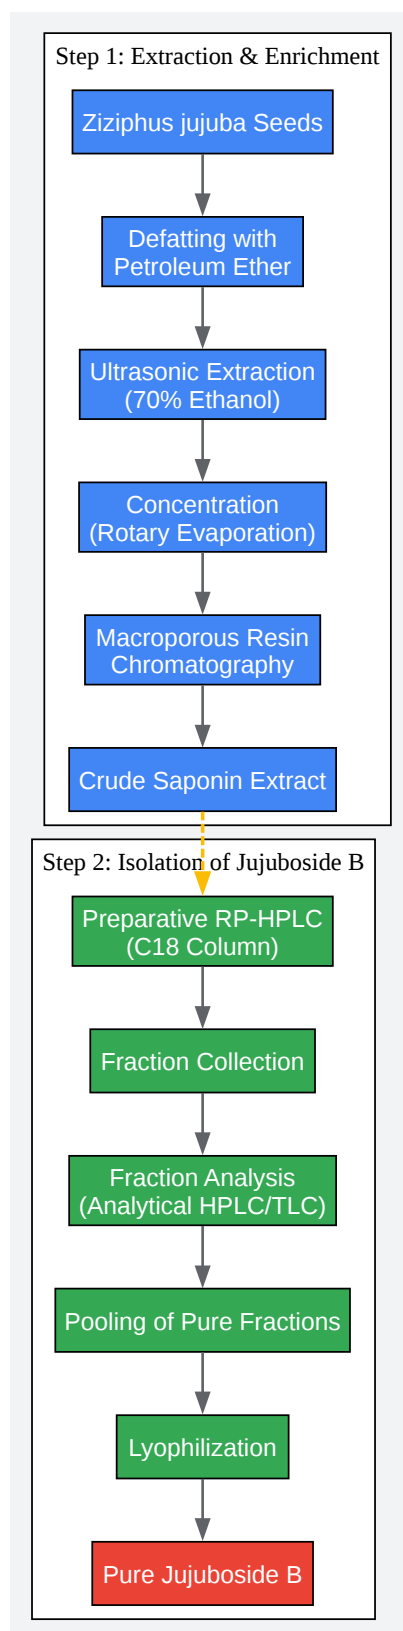 Step 1: Extraction & Enrichment
Ziziphus jujuba Seeds
Defatting with
Petroleum Ether
Ultrasonic Extraction
(70% Ethanol)
Concentration
(Rotary Evaporation)
Macroporous Resin
Chromatography
Crude Saponin Extract
Step 2: Isolation of Jujuboside B
Preparative RP-HPLC
(C18 Column)
Fraction Collection
Fraction Analysis
(Analytical HPLC/TLC)
Pooling of Pure Fractions
Lyophilization
Pure Jujuboside B